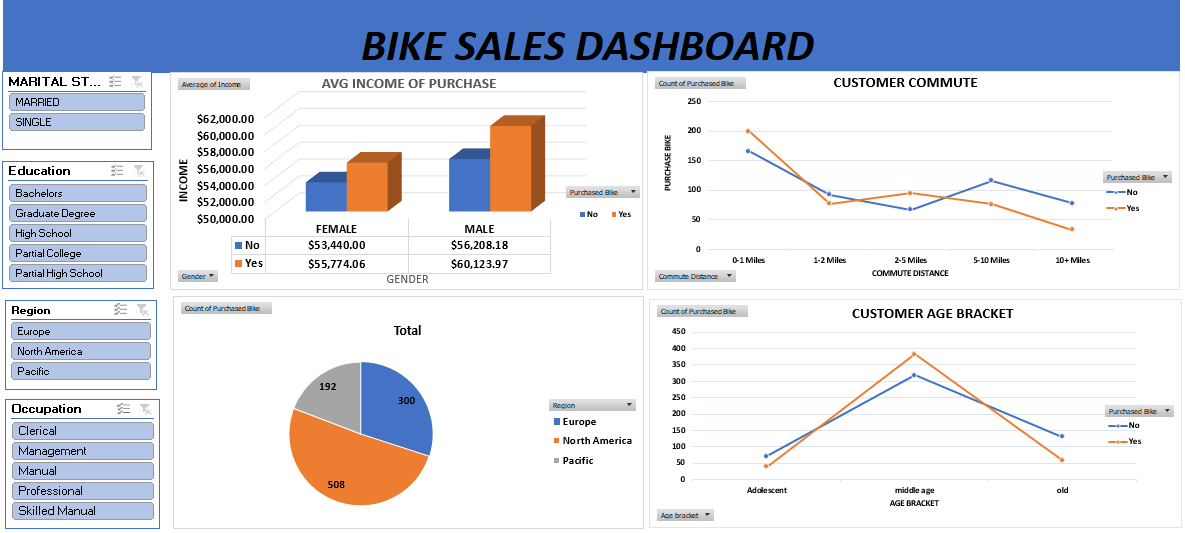 BIKE SALES DASHBOARD
MARITAL ST...
MARRIED
SINGLE
Education
Bachelors
Graduate Degree
High School
Partial College
Partial High School
Region
Europe
North America
Pacific
Occupation
Clerical
Management
Manual
Professional
Skilled Manual
Average of Income
AVG INCOME OF PURCHASE
INCOME
$62,000.00
$60,000.00
$58,000.00
$56,000.00
$54,000.00
$52,000.00
$50,000.00
FEMALE MALE
No $53,440.00 $56,208.18
Yes $55,774.06 $60,123.97
GENDER
Gender
Purchased Bike
No Yes
Count of Purchased Bike
CUSTOMER COMMUTE
PURCHASE BIKE
250
200
150
100
50
0
0-1 Miles 1-2 Miles 2-5 Miles 5-10 Miles 10+ Miles
COMMUTE DISTANCE
Commute Distance
Purchased Bike
No
Yes
Count of Purchased Bike
Total
192
300
508
Region
Europe
North America
Pacific
Count of Purchased Bike
CUSTOMER AGE BRACKET
450
400
350
300
250
200
150
100
50
0
Adolescent middle age old
AGE BRACKET
Age bracket
Purchased Bike
No
Yes